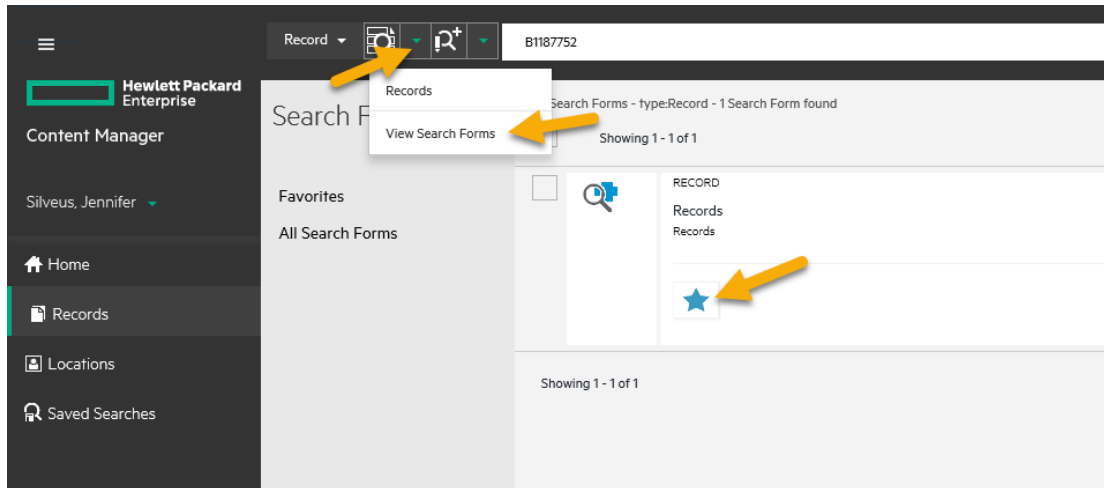 Record
B1187752
Hewlett Packard
Enterprise
Content Manager
Silveus, Jennifer
Home
Records
Locations
Saved Searches
Records
View Search Forms
Search F
Favorites
All Search Forms
Search Forms - type:Record - 1 Search Form found
Showing 1 - 1 of 1
RECORD
Records
Records
Showing 1 - 1 of 1